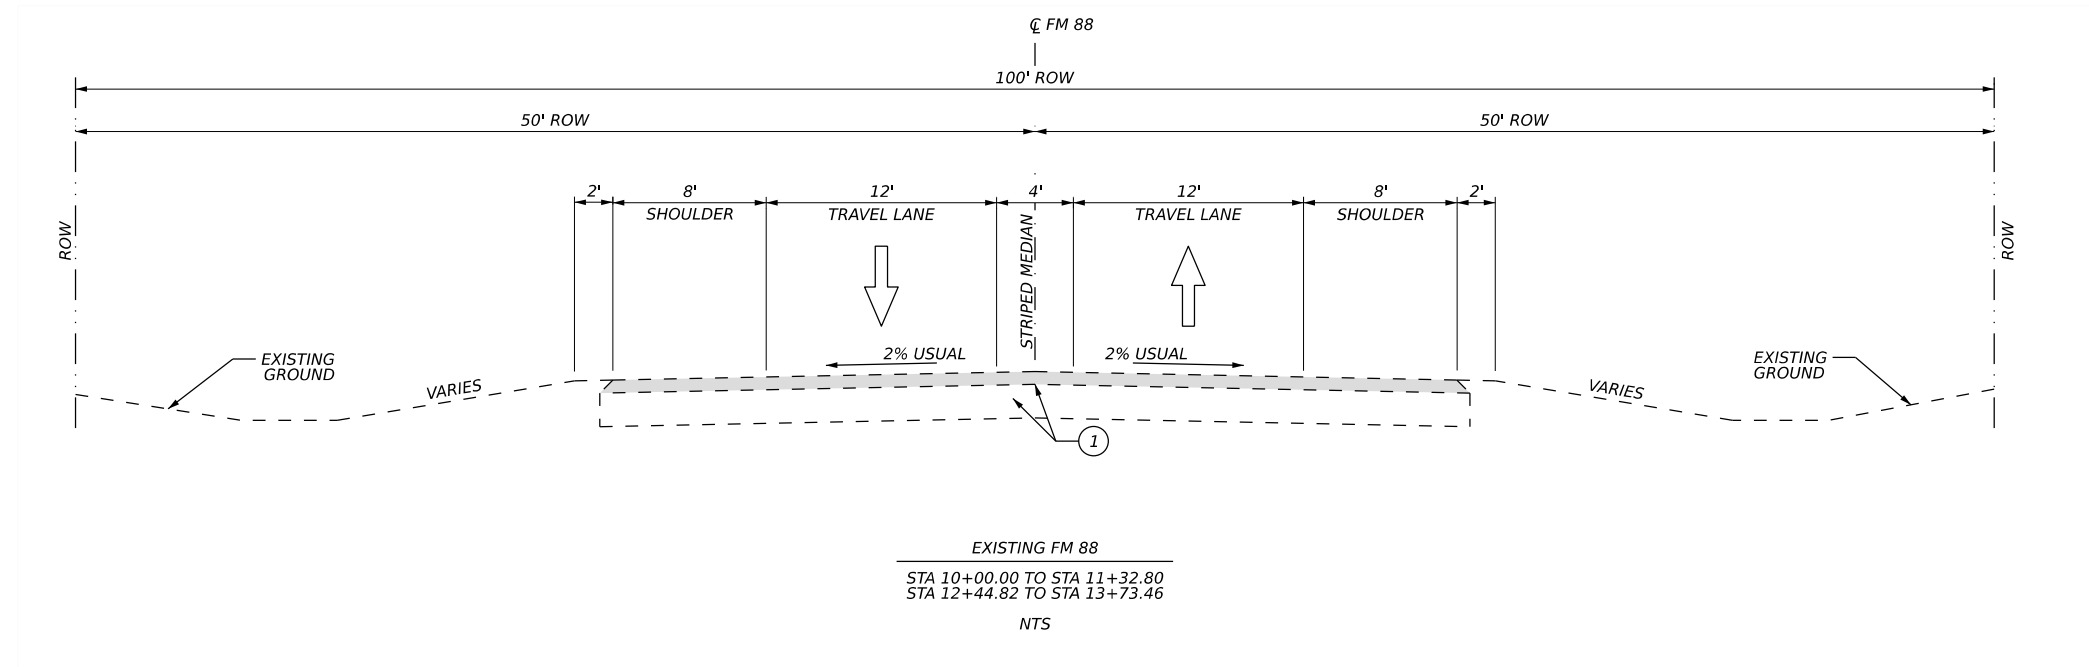 ℄ FM 88
100' ROW
50' ROW
50' ROW
2'
8'
12'
4'
12'
8'
2'
SHOULDER
TRAVEL LANE
TRAVEL LANE
SHOULDER
ROW
STRIPED MEDIAN
ROW
2% USUAL
2% USUAL
EXISTING
GROUND
VARIES
VARIES
EXISTING
GROUND
1
EXISTING FM 88
STA 10+00.00 TO STA 11+32.80
STA 12+44.82 TO STA 13+73.46
NTS